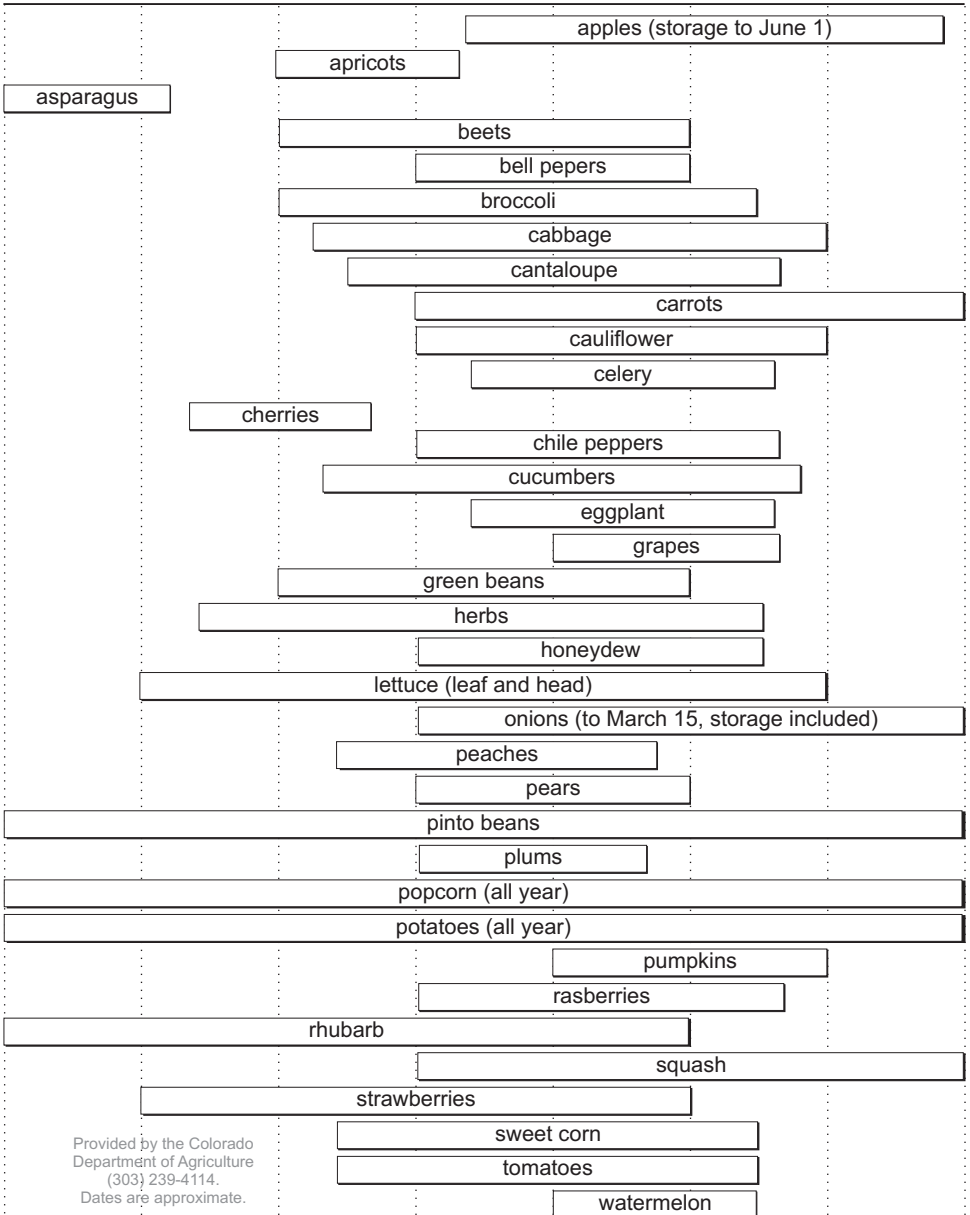 apples (storage to June 1)
apricots
asparagus
beets
bell pepers
broccoli
cabbage
cantaloupe
carrots
cauliflower
celery
cherries
chile peppers
cucumbers
eggplant
grapes
green beans
herbs
honeydew
lettuce (leaf and head)
onions (to March 15, storage included)
peaches
pears
pinto beans
plums
popcorn (all year)
potatoes (all year)
pumpkins
rasberries
rhubarb
squash
strawberries
sweet corn
tomatoes
watermelon
Provided by the Colorado
Department of Agriculture
(303) 239-4114.
Dates are approximate.